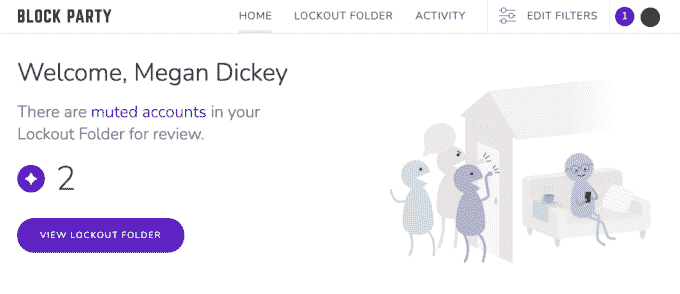 BLOCK PARTY
HOME LOCKOUT FOLDER ACTIVITY EDIT FILTERS 1
Welcome, Megan Dickey
There are muted accounts in your
Lockout Folder for review.
2
VIEW LOCKOUT FOLDER